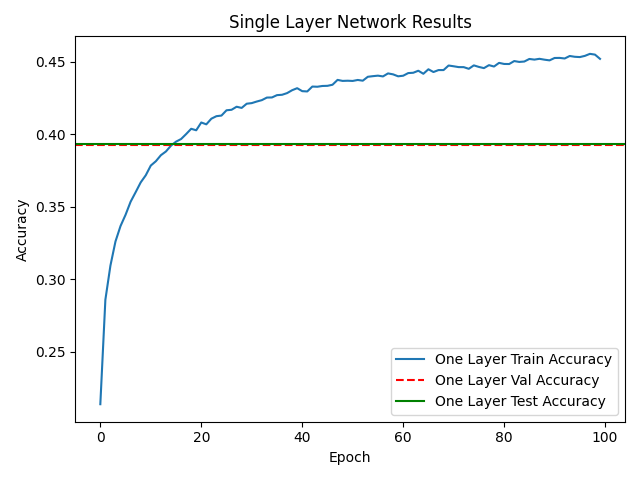 Single Layer Network Results
Accuracy
0.45
0.40
0.35
0.30
0.25
One Layer Train Accuracy
One Layer Val Accuracy
One Layer Test Accuracy
0 20 40 60 80 100
Epoch